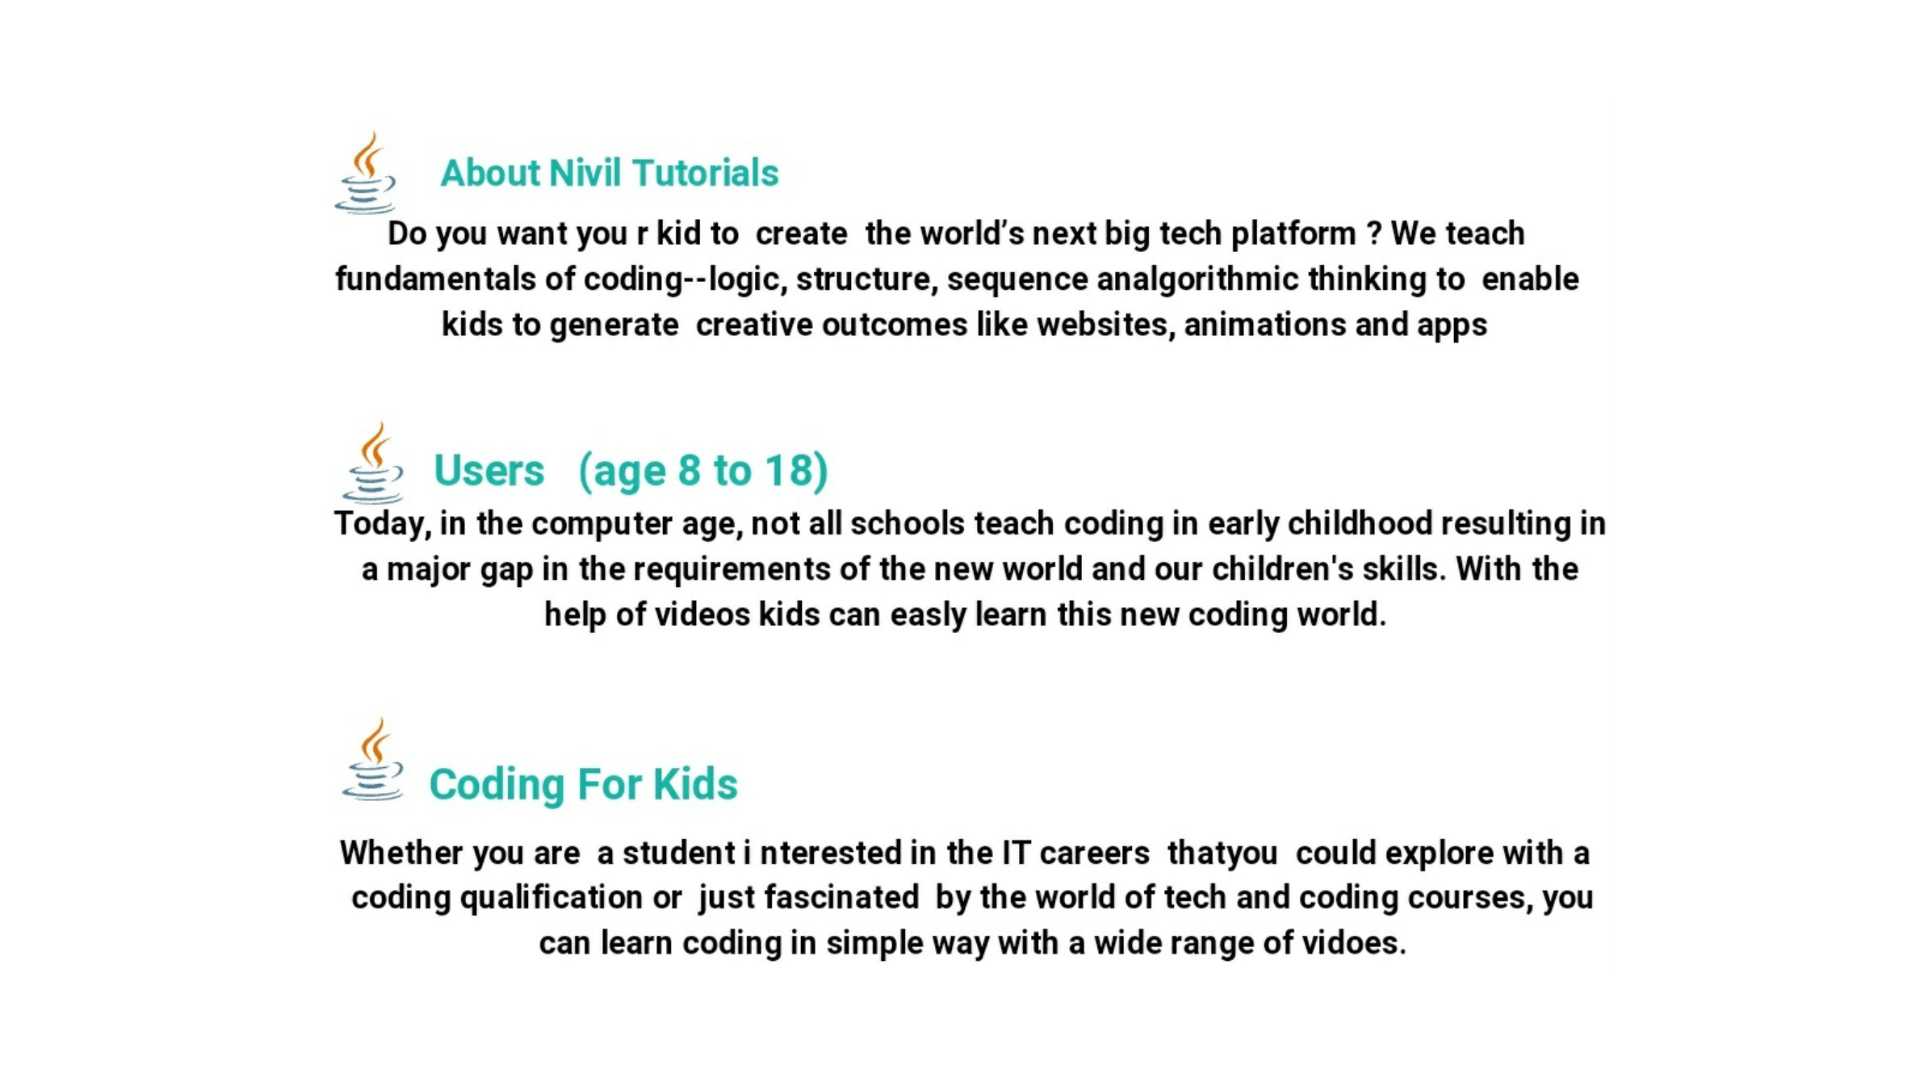 About Nivil Tutorials
Do you want you r kid to create the world’s next big tech platform ? We teach
fundamentals of coding--logic, structure, sequence analgorithmic thinking to enable
kids to generate creative outcomes like websites, animations and apps
Users (age 8 to 18)
Today, in the computer age, not all schools teach coding in early childhood resulting in
a major gap in the requirements of the new world and our children's skills. With the
help of videos kids can easly learn this new coding world.
Coding For Kids
Whether you are a student i nterested in the IT careers thatyou could explore with a
coding qualification or just fascinated by the world of tech and coding courses, you
can learn coding in simple way with a wide range of vidoes.